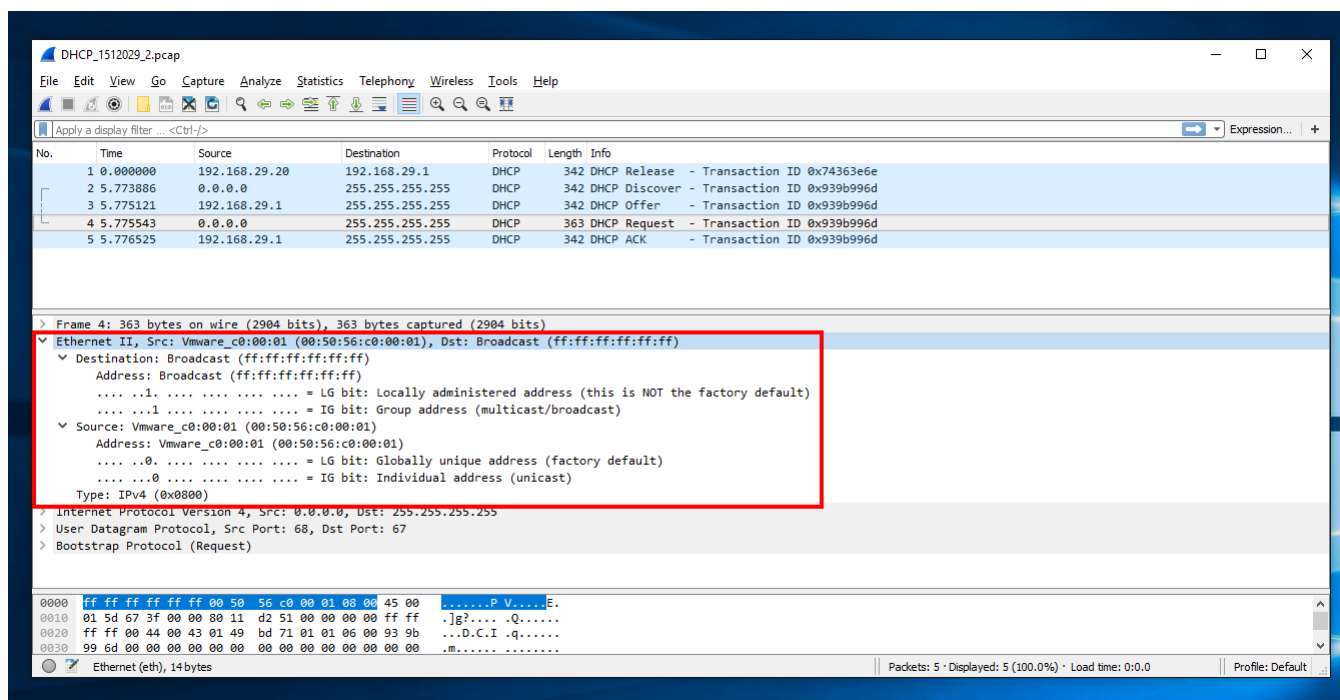 DHCP_1512029_2.pcap
File Edit View Go Capture Analyze Statistics Telephony Wireless Tools Help
Apply a display filter ... <Ctrl-/> Expression... +
No. Time Source Destination Protocol Length Info
1 0.000000 192.168.29.20 192.168.29.1 DHCP 342 DHCP Release - Transaction ID 0x74363e6e
2 5.773886 0.0.0.0 255.255.255.255 DHCP 342 DHCP Discover - Transaction ID 0x939b996d
3 5.775121 192.168.29.1 255.255.255.255 DHCP 342 DHCP Offer - Transaction ID 0x939b996d
4 5.775543 0.0.0.0 255.255.255.255 DHCP 363 DHCP Request - Transaction ID 0x939b996d
5 5.776525 192.168.29.1 255.255.255.255 DHCP 342 DHCP ACK - Transaction ID 0x939b996d
Frame 4: 363 bytes on wire (2904 bits), 363 bytes captured (2904 bits)
Ethernet II, Src: Vmware_c0:00:01 (00:50:56:c0:00:01), Dst: Broadcast (ff:ff:ff:ff:ff:ff)
Destination: Broadcast (ff:ff:ff:ff:ff:ff)
Address: Broadcast (ff:ff:ff:ff:ff:ff)
.... ..1. .... .... .... .... = LG bit: Locally administered address (this is NOT the factory default)
.... ...1 .... .... .... .... = IG bit: Group address (multicast/broadcast)
Source: Vmware_c0:00:01 (00:50:56:c0:00:01)
Address: Vmware_c0:00:01 (00:50:56:c0:00:01)
.... ..0. .... .... .... .... = LG bit: Globally unique address (factory default)
.... ...0 .... .... .... .... = IG bit: Individual address (unicast)
Type: IPv4 (0x0800)
Internet Protocol Version 4, Src: 0.0.0.0, Dst: 255.255.255.255
User Datagram Protocol, Src Port: 68, Dst Port: 67
Bootstrap Protocol (Request)
0000 ff ff ff ff ff ff 00 50 56 c0 00 01 08 00 45 00 .......P V.....E.
0010 01 5d 67 3f 00 00 80 11 d2 51 00 00 00 00 ff ff .]g?.... .Q......
0020 ff ff 00 44 00 43 01 49 bd 71 01 01 06 00 93 9b ...D.C.I .q......
0030 99 6d 00 00 00 00 00 00 00 00 00 00 00 00 00 00 .m...... ........
Ethernet (eth), 14 bytes Packets: 5 · Displayed: 5 (100.0%) · Load time: 0:0.0 Profile: Default